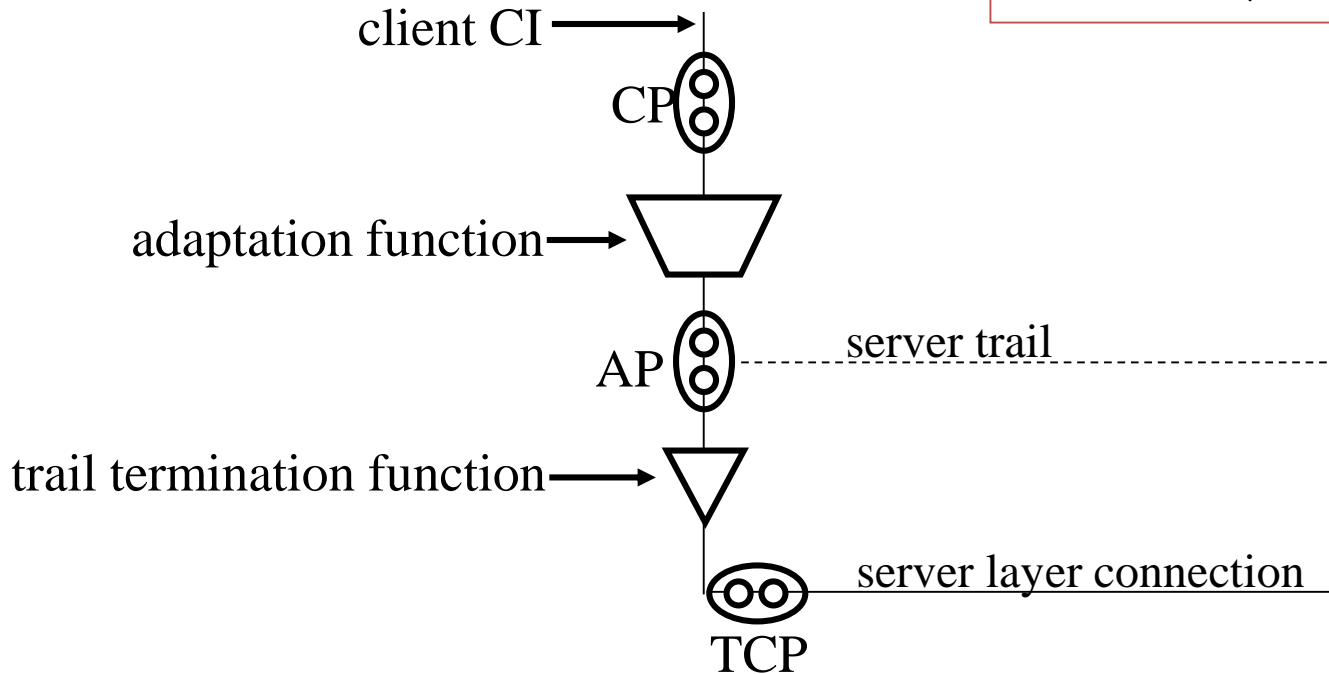 client CI
CP
adaptation function
server trail
AP
trail termination function
server layer connection
TCP